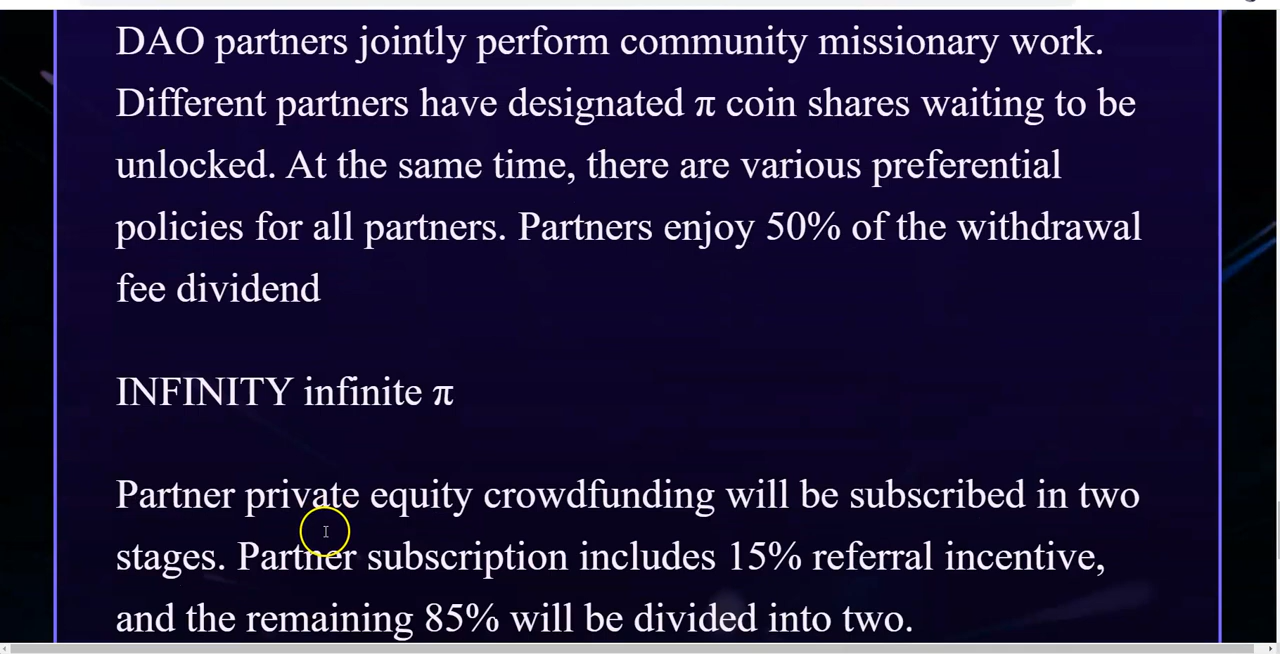 DAO partners jointly perform community missionary work.
Different partners have designated π coin shares waiting to be
unlocked. At the same time, there are various preferential
policies for all partners. Partners enjoy 50% of the withdrawal
fee dividend
INFINITY infinite π
Partner private equity crowdfunding will be subscribed in two
stages. Partner subscription includes 15% referral incentive,
and the remaining 85% will be divided into two.